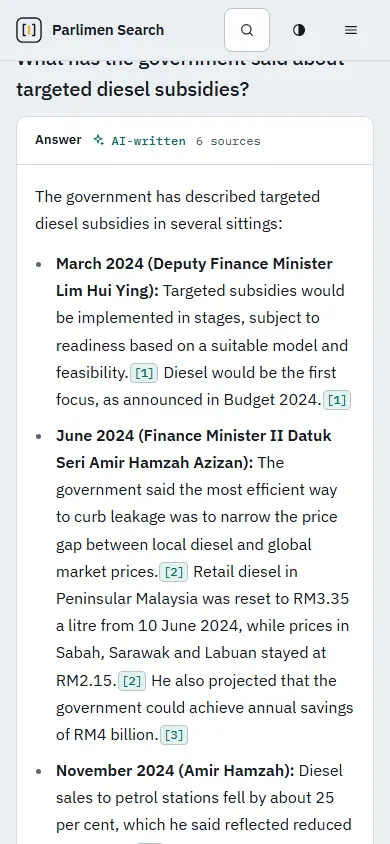 Parlimen Search
What has the government said about
targeted diesel subsidies?
Answer AI-written 6 sources
The government has described targeted
diesel subsidies in several sittings:
• March 2024 (Deputy Finance Minister
Lim Hui Ying): Targeted subsidies would
be implemented in stages, subject to
readiness based on a suitable model and
feasibility.[1] Diesel would be the first
focus, as announced in Budget 2024.[1]
• June 2024 (Finance Minister II Datuk
Seri Amir Hamzah Azizan): The
government said the most efficient way
to curb leakage was to narrow the price
gap between local diesel and global
market prices.[2] Retail diesel in
Peninsular Malaysia was reset to RM3.35
a litre from 10 June 2024, while prices in
Sabah, Sarawak and Labuan stayed at
RM2.15.[2] He also projected that the
government could achieve annual savings
of RM4 billion.[3]
• November 2024 (Amir Hamzah): Diesel
sales to petrol stations fell by about 25
per cent, which he said reflected reduced